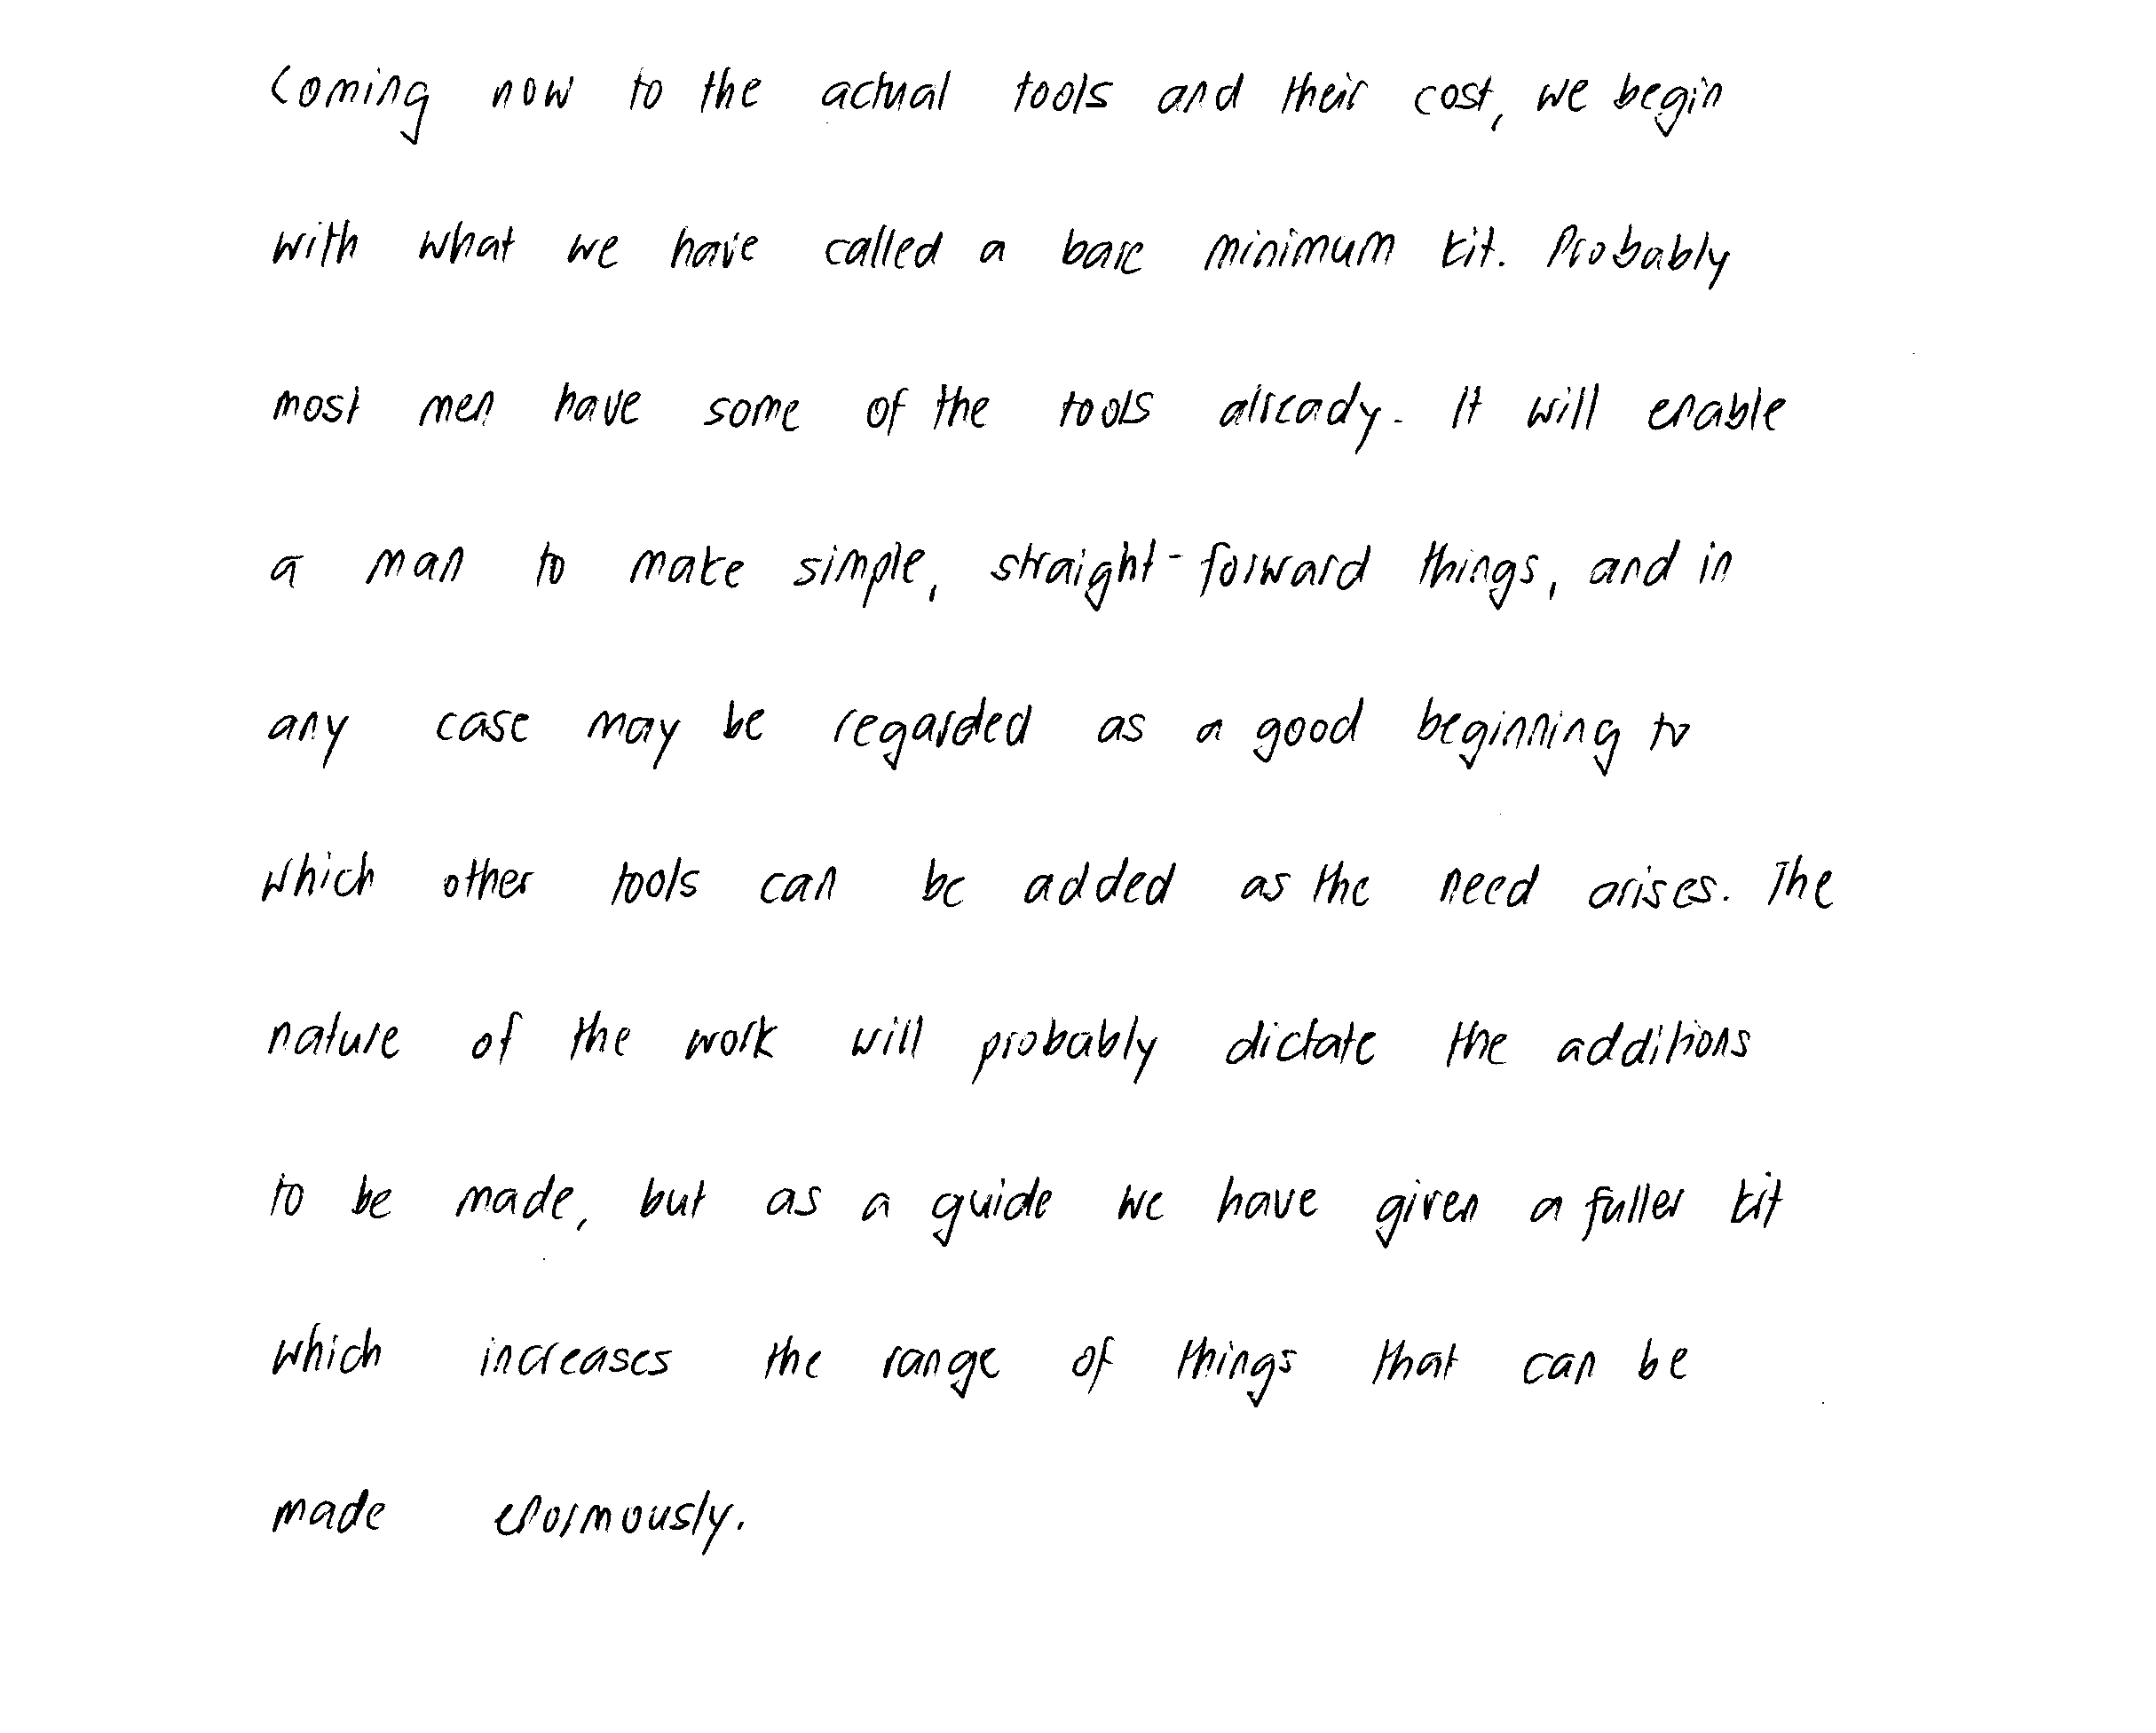 Coming now to the actual tools and their cost, we begin
with what we have called a bare minimum kit. Probably
most men have some of the tools already. It will enable
a man to make simple, straight-forward things, and in
any case may be regarded as a good beginning to
which other tools can be added as the need arises. The
nature of the work will probably dictate the additions
to be made, but as a guide we have given a fuller kit
which increases the range of things that can be
made enormously.